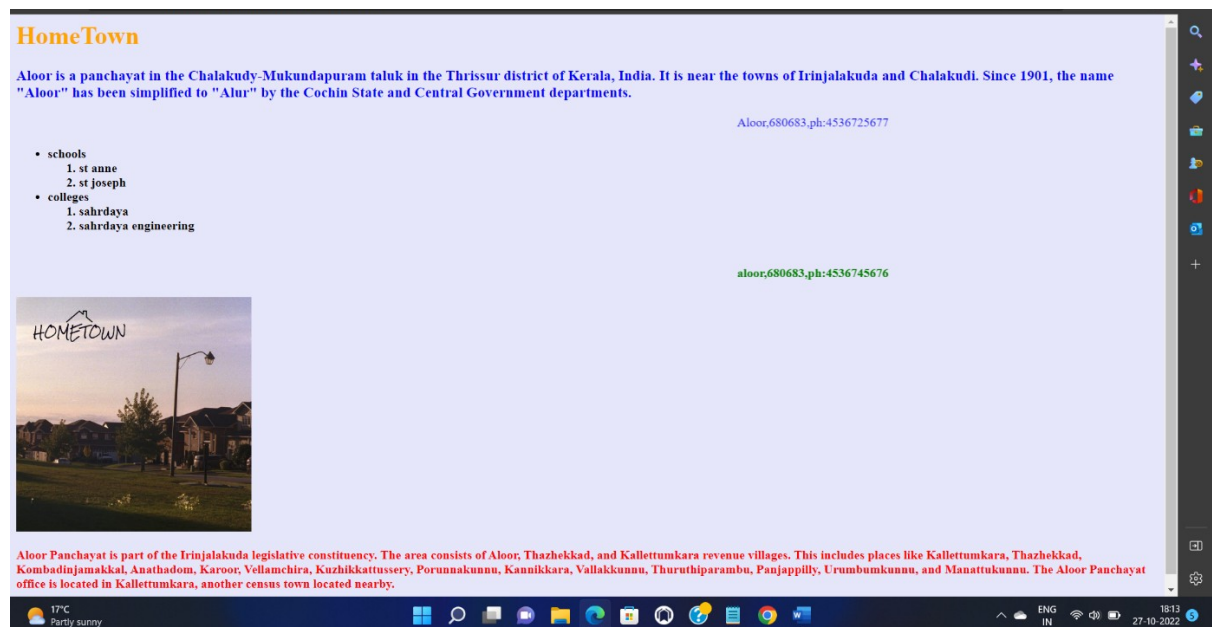 HomeTown
Aloor is a panchayat in the Chalakudy-Mukundapuram taluk in the Thrissur district of Kerala, India. It is near the towns of Irinjalakuda and Chalakudi. Since 1901, the name
"Aloor" has been simplified to "Alur" by the Cochin State and Central Government departments.
Aloor,680683,ph:4536725677
• schools
1. st anne
2. st joseph
• colleges
1. sahrdaya
2. sahrdaya engineering
aloor,680683,ph:4536745676
HOMETOWN
Aloor Panchayat is part of the Irinjalakuda legislative constituency. The area consists of Aloor, Thazhekkad, and Kallettumkara revenue villages. This includes places like Kallettumkara, Thazhekkad,
Kombadinjamakkal, Anathadom, Karoor, Vellamchira, Kuzhikkattussery, Porunnakunnu, Kannikkara, Vallakkunnu, Thuruthiparambu, Panjappilly, Urumbumkunnu, and Manattukunnu. The Aloor Panchayat
office is located in Kallettumkara, another census town located nearby.
17°C
Partly sunny
ENG
IN
18:13
27-10-2022
5